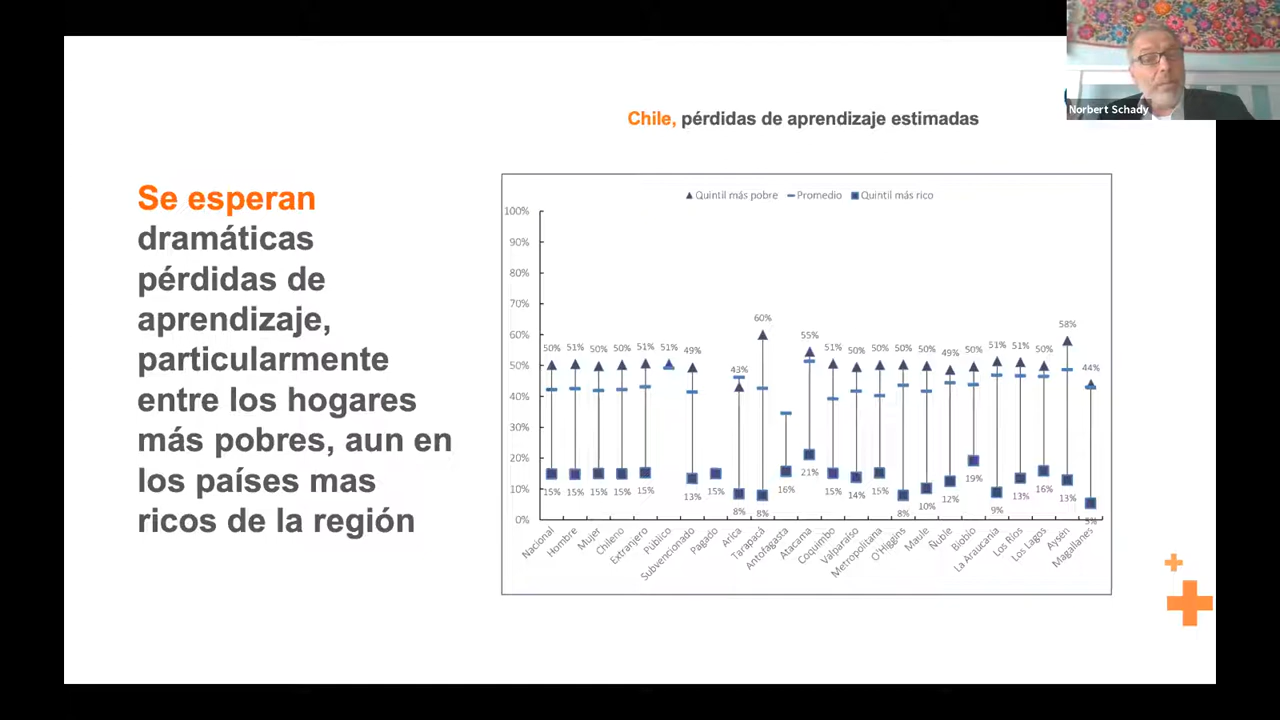 Norbert Schady
Chile, pérdidas de aprendizaje estimadas
Se esperan
dramáticas
pérdidas de
aprendizaje,
particularmente
entre los hogares
más pobres, aun en
los países mas
ricos de la región
Quintil más pobre Promedio Quintil más rico
100%
90%
80%
70%
60%
50%
40%
30%
20%
10%
0%
50% 51% 50% 50% 51% 51% 49% 43% 60% 55% 51% 50% 50% 50% 50% 49% 50% 51% 51% 50% 58% 44%
15% 15% 15% 15% 15% 13% 15% 8% 8% 16% 21% 15% 14% 15% 8% 10% 12% 19% 9% 13% 16% 13% 5%
Nacional
Hombre
Mujer
Chileno
Extranjero
Público
Subvencionado
Pagado
Arica
Tarapacá
Antofagasta
Atacama
Coquimbo
Valparaíso
Metropolitana
O'Higgins
Maule
Ñuble
Biobío
La Araucanía
Los Ríos
Los Lagos
Aysén
Magallanes